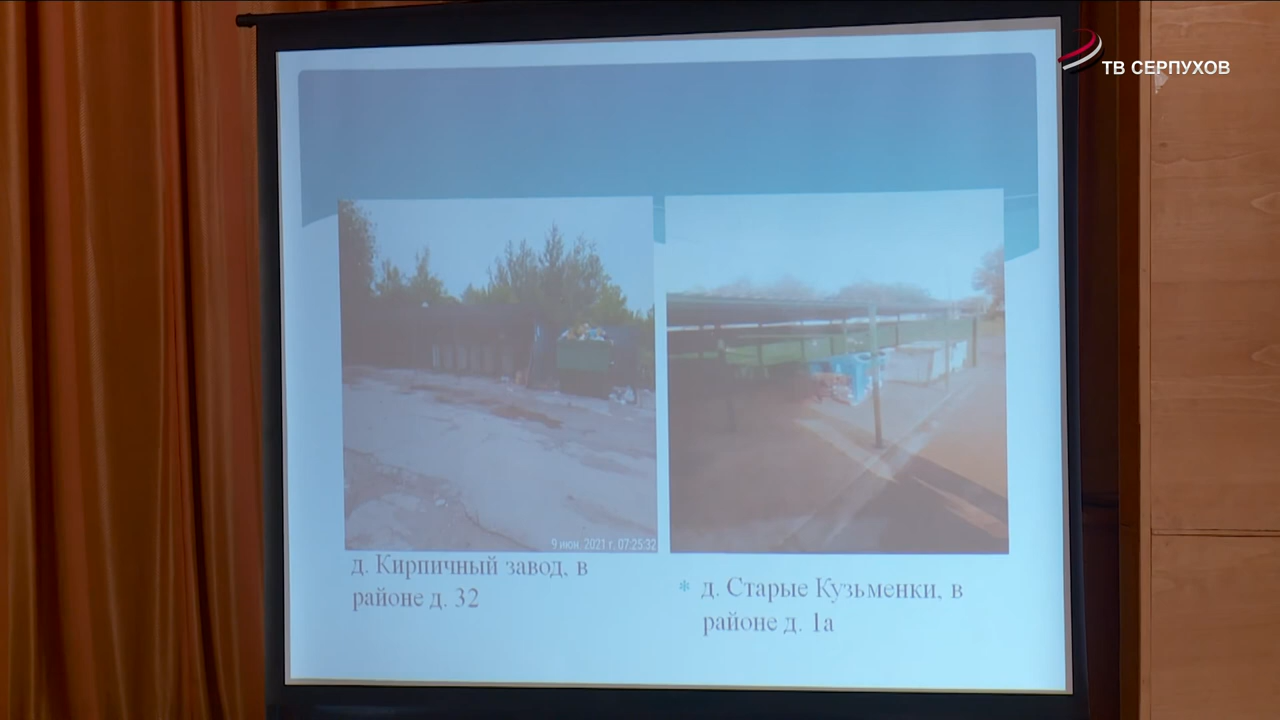 ТВ СЕРПУХОВ
9 июн. 2021 г. 07:25:32
д. Кирпичный завод, в
районе д. 32
* д. Старые Кузьменки, в
районе д. 1а